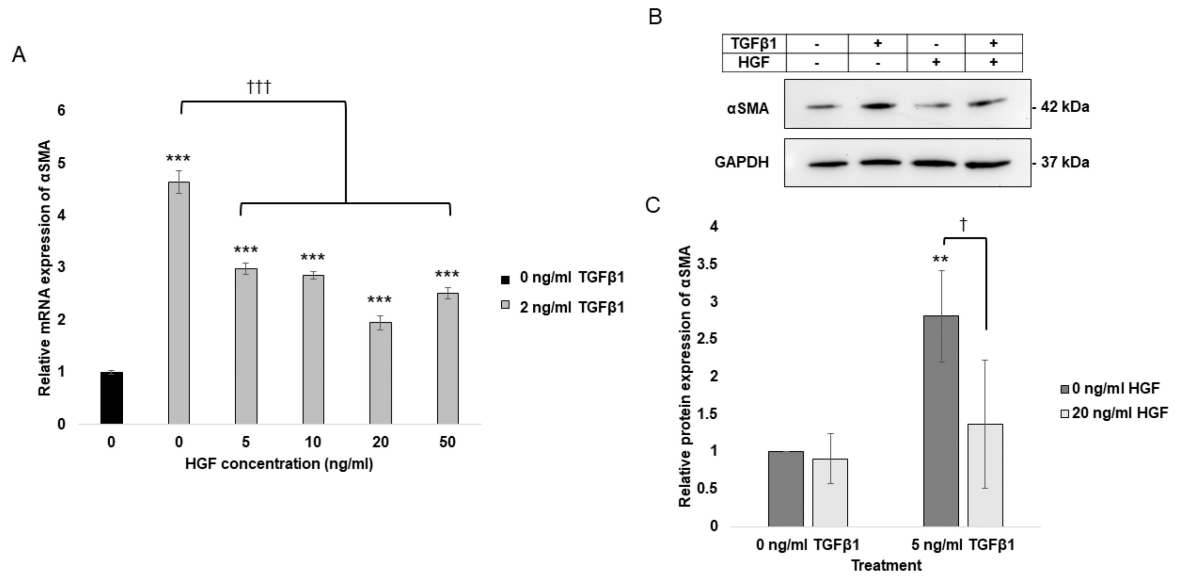 A
Relative mRNA expression of αSMA
6
5
4
3
2
1
0
†††
***
***
***
***
***
0 0 5 10 20 50
HGF concentration (ng/ml)
0 ng/ml TGFβ1
2 ng/ml TGFβ1
B
TGFβ1 - + - +
HGF - - + +
αSMA - 42 kDa
GAPDH - 37 kDa
C
Relative protein expression of αSMA
4
3.5
3
2.5
2
1.5
1
0.5
0
†
**
0 ng/ml TGFβ1 5 ng/ml TGFβ1
Treatment
0 ng/ml HGF
20 ng/ml HGF